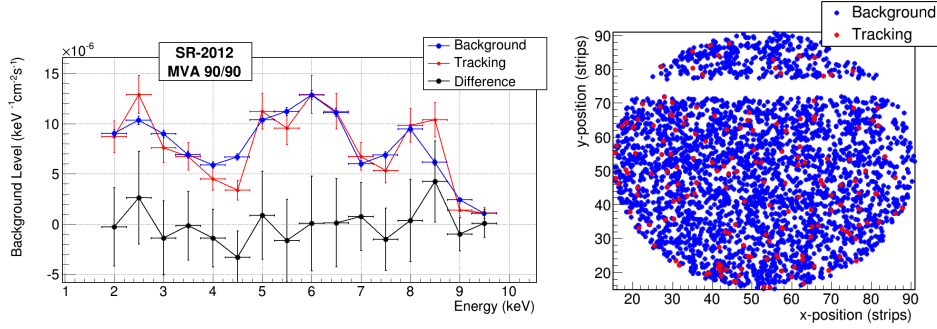 ×10⁻⁶
SR-2012
MVA 90/90
Background
Tracking
Difference
Background Level (keV ⁻¹cm⁻²s⁻¹)
15
10
5
0
-5
1 2 3 4 5 6 7 8 9 10
Energy (keV)
Background
Tracking
y-position (strips)
90
80
70
60
50
40
30
20
20 30 40 50 60 70 80 90
x-position (strips)